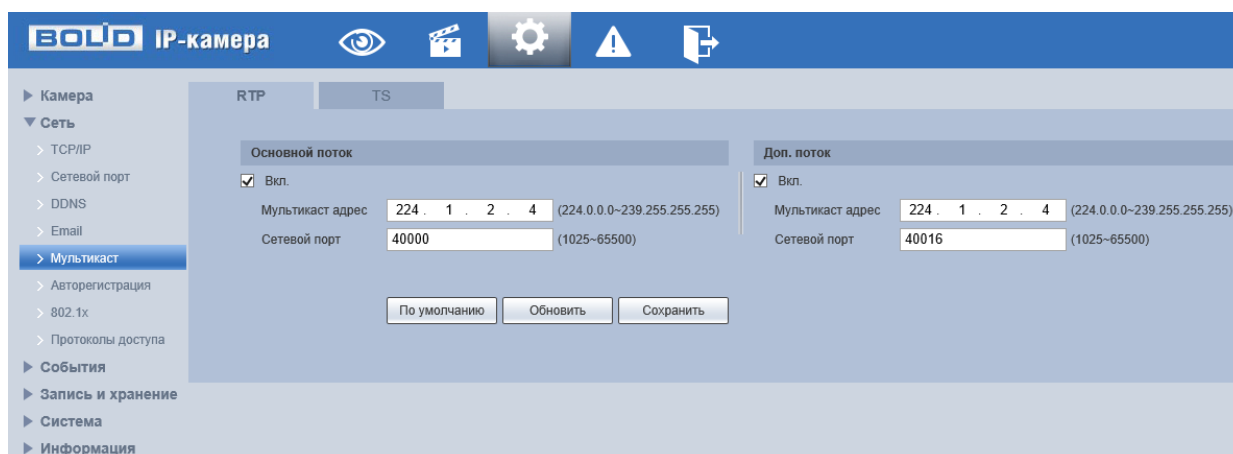 BOLID IP-камера
Камера
Сеть
TCP/IP
Сетевой порт
DDNS
Email
Мультикаст
Авторегистрация
802.1x
Протоколы доступа
События
Запись и хранение
Система
Информация
RTP TS
Основной поток
Вкл.
Мультикаст адрес 224 . 1 . 2 . 4 (224.0.0.0~239.255.255.255)
Сетевой порт 40000 (1025~65500)
Доп. поток
Вкл.
Мультикаст адрес 224 . 1 . 2 . 4 (224.0.0.0~239.255.255.255)
Сетевой порт 40016 (1025~65500)
По умолчанию Обновить Сохранить